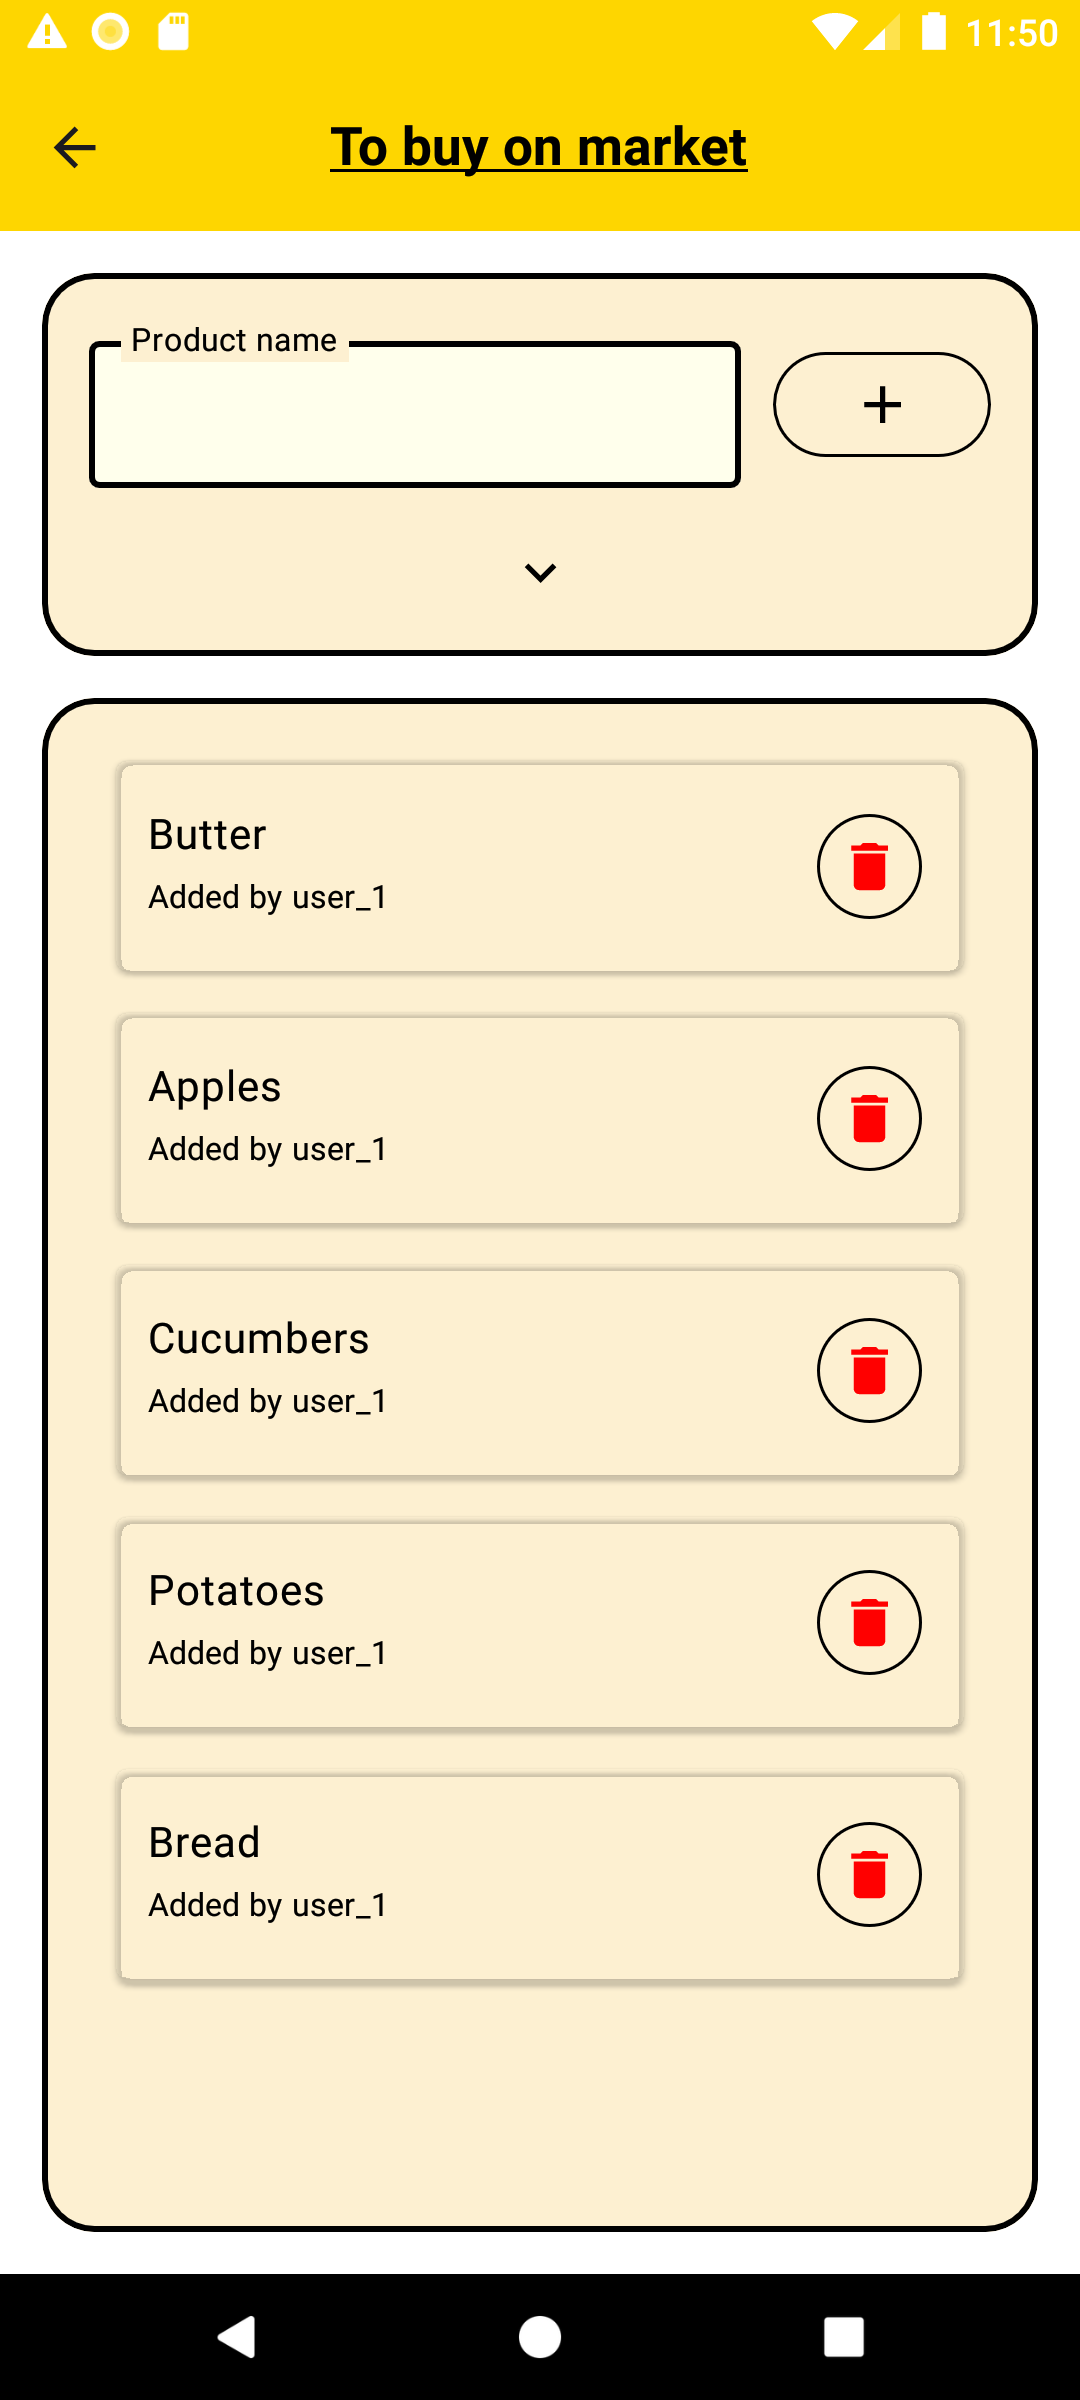 11:50
To buy on market
Product name
Butter
Added by user_1
Apples
Added by user_1
Cucumbers
Added by user_1
Potatoes
Added by user_1
Bread
Added by user_1